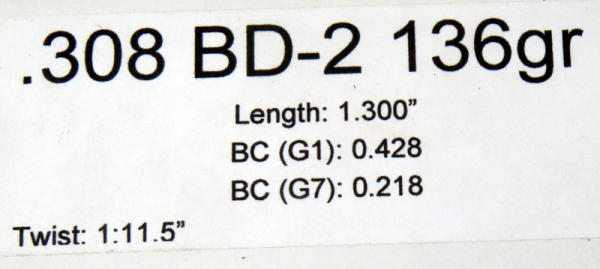 .308 BD-2 136gr
Length: 1.300”
BC (G1): 0.428
BC (G7): 0.218
Twist: 1:11.5”